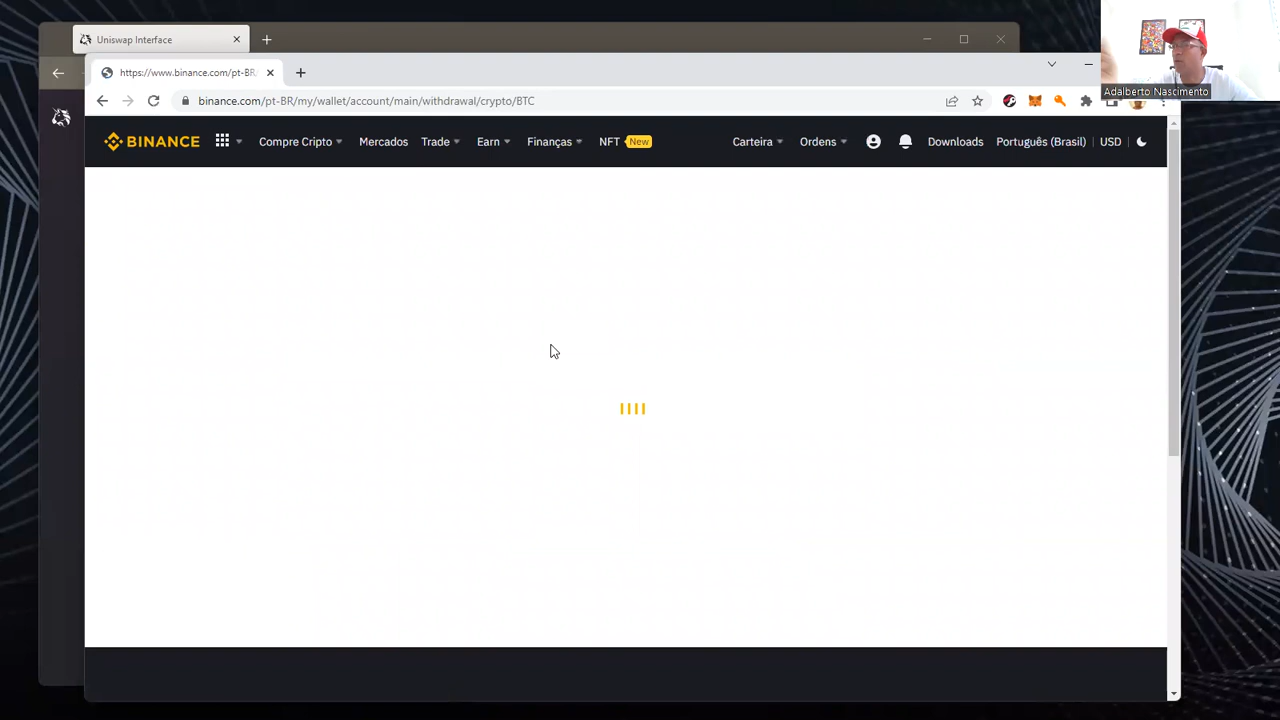 Uniswap Interface
https://www.binance.com/pt-BR/
binance.com/pt-BR/my/wallet/account/main/withdrawal/crypto/BTC
Adalberto Nascimento
BINANCE Compre Cripto Mercados Trade Earn Finanças NFT New Carteira Ordens Downloads Português (Brasil) USD